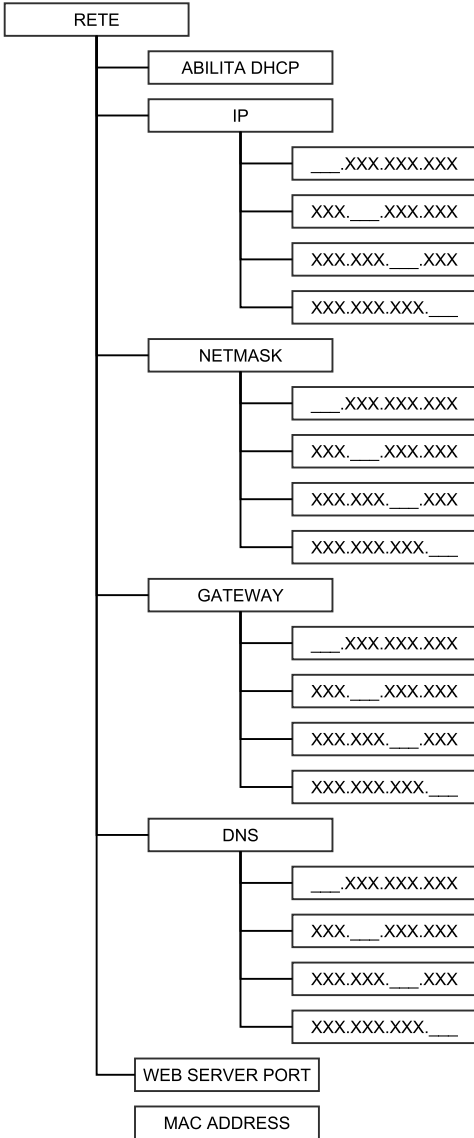 RETE
ABILITA DHCP
IP
___.XXX.XXX.XXX
XXX.___.XXX.XXX
XXX.XXX.___.XXX
XXX.XXX.XXX.___
NETMASK
___.XXX.XXX.XXX
XXX.___.XXX.XXX
XXX.XXX.___.XXX
XXX.XXX.XXX.___
GATEWAY
___.XXX.XXX.XXX
XXX.___.XXX.XXX
XXX.XXX.___.XXX
XXX.XXX.XXX.___
DNS
___.XXX.XXX.XXX
XXX.___.XXX.XXX
XXX.XXX.___.XXX
XXX.XXX.XXX.___
WEB SERVER PORT
MAC ADDRESS